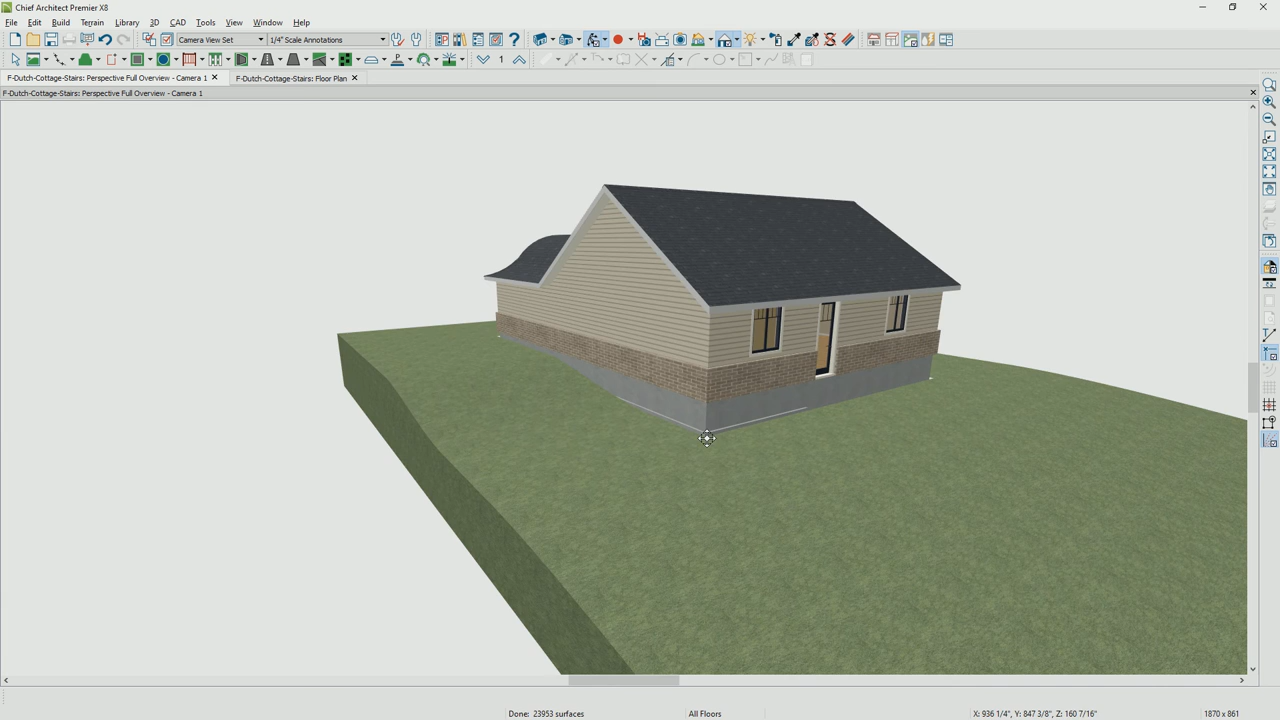 Chief Architect Premier X8
File Edit Build Terrain Library 3D CAD Tools View Window Help
Camera View Set 1/4" Scale Annotations
1
F-Dutch-Cottage-Stairs: Perspective Full Overview - Camera 1 F-Dutch-Cottage-Stairs: Floor Plan
F-Dutch-Cottage-Stairs: Perspective Full Overview - Camera 1
Done: 23953 surfaces All Floors X: 936 1/4", Y: 847 3/8", Z: 160 7/16" 1870 x 861